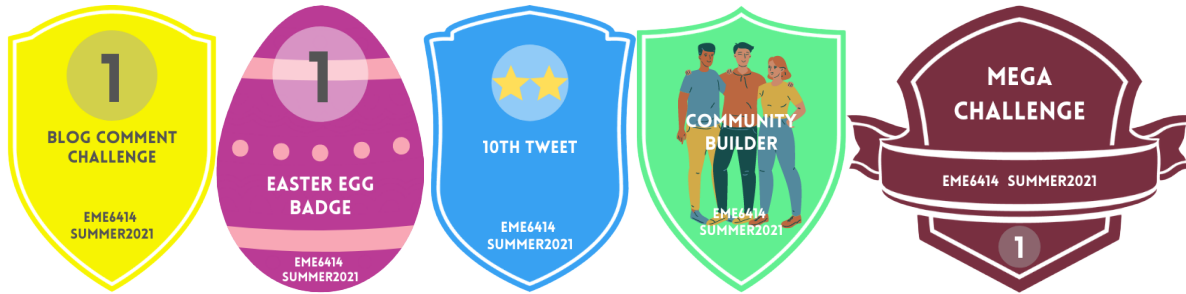 1
BLOG COMMENT
CHALLENGE
EME6414
SUMMER2021
1
EASTER EGG
BADGE
EME6414
SUMMER2021
10TH TWEET
EME6414
SUMMER2021
COMMUNITY
BUILDER
EME6414
SUMMER2021
MEGA
CHALLENGE
EME6414 SUMMER2021
1